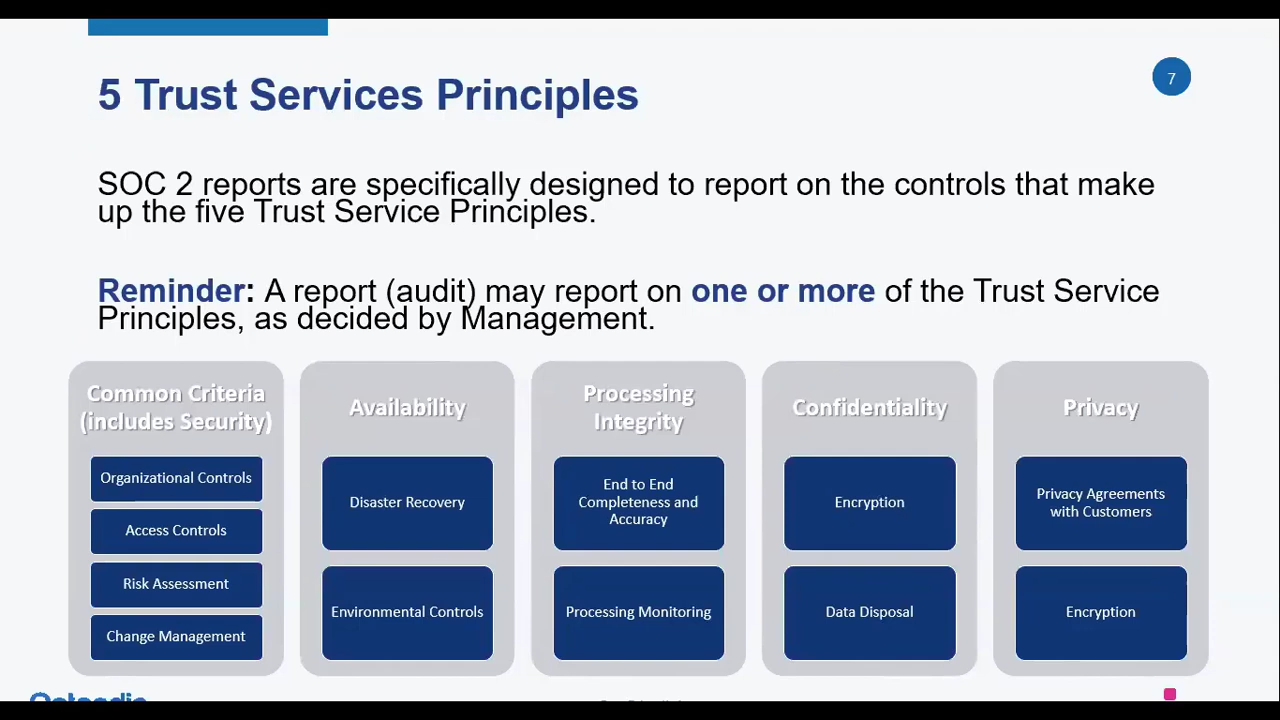 5 Trust Services Principles
7
SOC 2 reports are specifically designed to report on the controls that make
up the five Trust Service Principles.
Reminder: A report (audit) may report on one or more of the Trust Service
Principles, as decided by Management.
Common Criteria
(includes Security)
Organizational Controls
Access Controls
Risk Assessment
Change Management
Availability
Disaster Recovery
Environmental Controls
Processing
Integrity
End to End
Completeness and
Accuracy
Processing Monitoring
Confidentiality
Encryption
Data Disposal
Privacy
Privacy Agreements
with Customers
Encryption